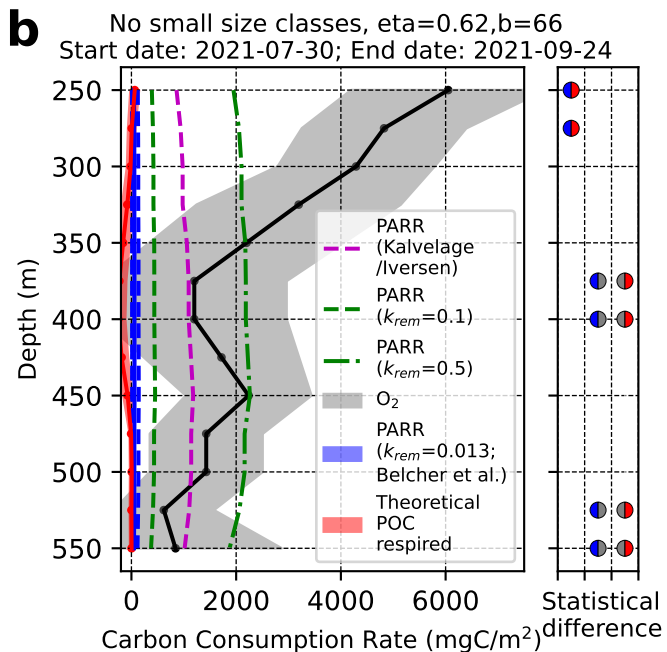 b
No small size classes, eta=0.62,b=66
Start date: 2021-07-30; End date: 2021-09-24
250
300
350
400
450
500
550
Depth (m)
PARR
(Kalvelage
/Iversen)
PARR
(k_rem=0.1)
PARR
(k_rem=0.5)
O₂
PARR
(k_rem=0.013;
Belcher et al.)
Theoretical
POC
respired
0 2000 4000 6000
Carbon Consumption Rate (mgC/m²)
Statistical
difference